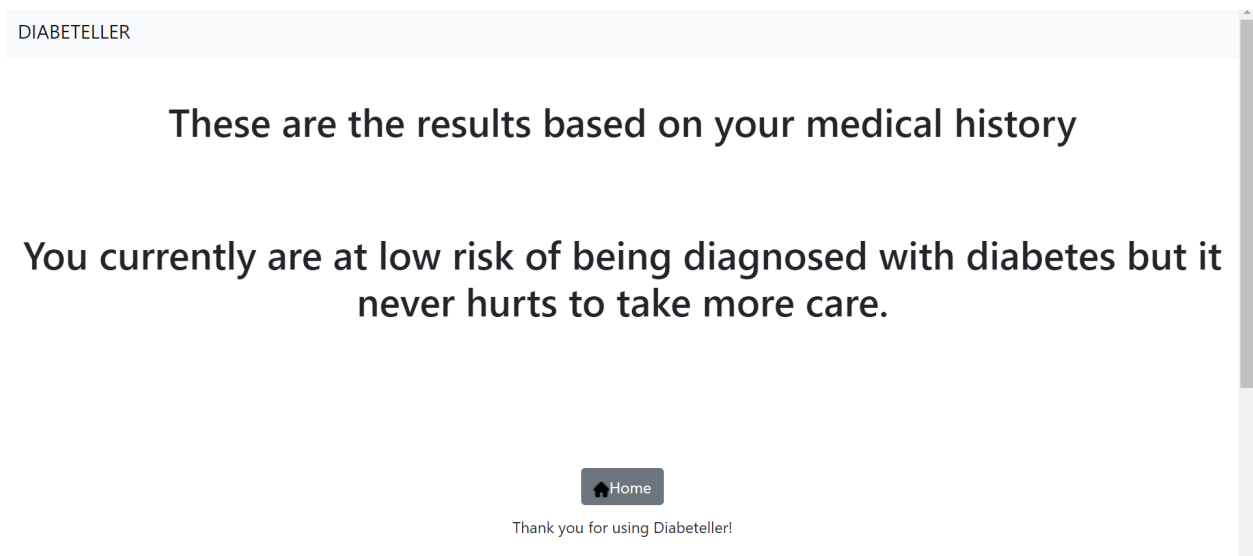 DIABETELLER
These are the results based on your medical history
You currently are at low risk of being diagnosed with diabetes but it
never hurts to take more care.
Home
Thank you for using Diabeteller!